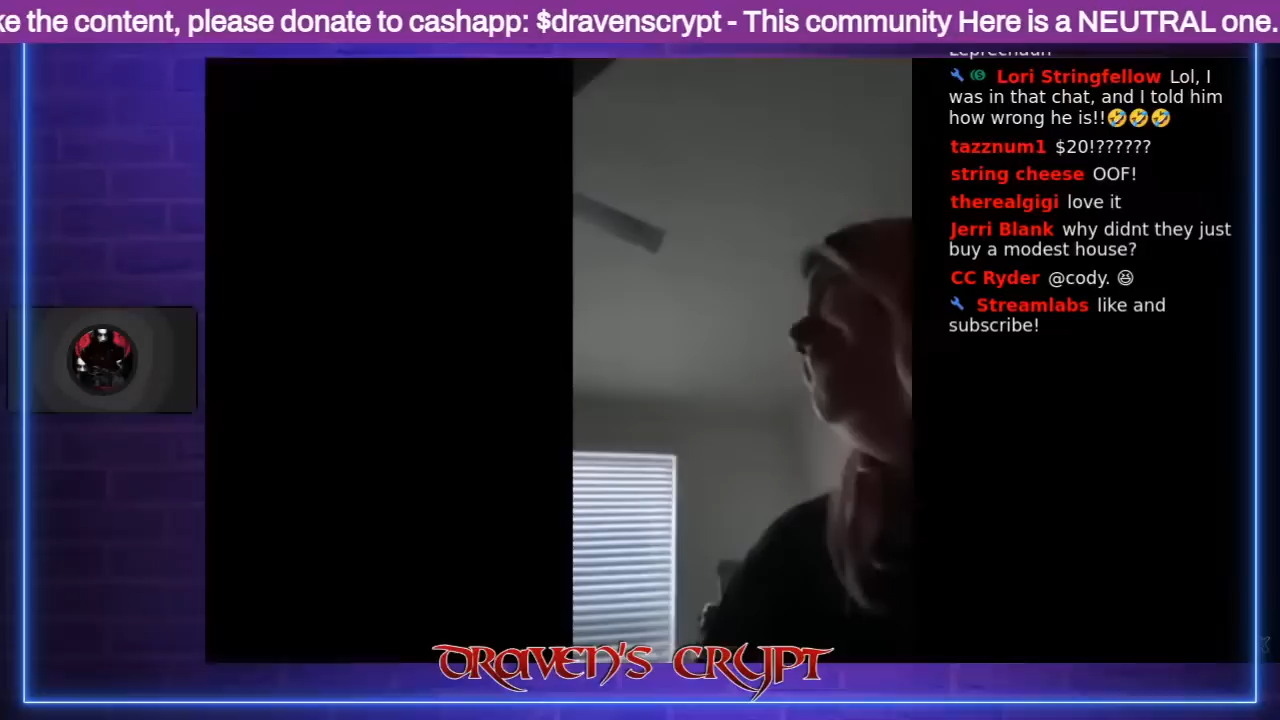 ke the content, please donate to cashapp: $dravenscrypt - This community Here is a NEUTRAL one.
Leprechaun
Lori Stringfellow Lol, I
was in that chat, and I told him
how wrong he is!!🤣🤣🤣
tazznum1 $20!??????
string cheese OOF!
therealgigi love it
Jerri Blank why didnt they just
buy a modest house?
CC Ryder @cody. 😆
Streamlabs like and
subscribe!
DRAVEN'S CRYPT